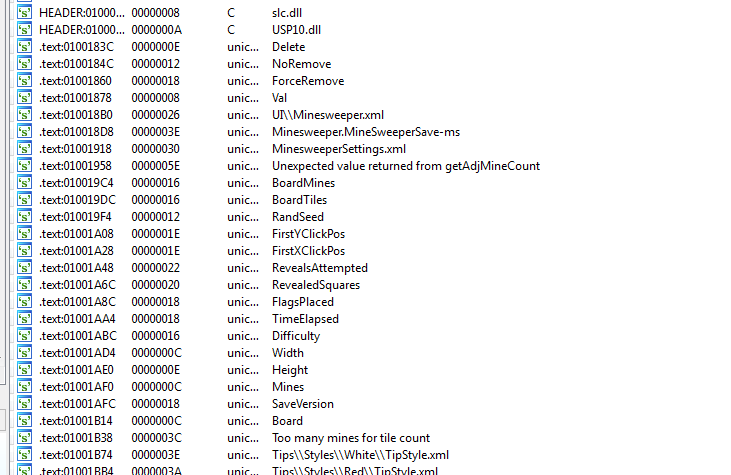 HEADER:01000... 00000008 C slc.dll
HEADER:01000... 0000000A C USP10.dll
.text:0100183C 0000000E unic... Delete
.text:0100184C 00000012 unic... NoRemove
.text:01001860 00000018 unic... ForceRemove
.text:01001878 00000008 unic... Val
.text:010018B0 00000026 unic... UI\\Minesweeper.xml
.text:010018D8 0000003E unic... Minesweeper.MineSweeperSave-ms
.text:01001918 00000030 unic... MinesweeperSettings.xml
.text:01001958 0000005E unic... Unexpected value returned from getAdjMineCount
.text:010019C4 00000016 unic... BoardMines
.text:010019DC 00000016 unic... BoardTiles
.text:010019F4 00000012 unic... RandSeed
.text:01001A08 0000001E unic... FirstYClickPos
.text:01001A28 0000001E unic... FirstXClickPos
.text:01001A48 00000022 unic... RevealsAttempted
.text:01001A6C 00000020 unic... RevealedSquares
.text:01001A8C 00000018 unic... FlagsPlaced
.text:01001AA4 00000018 unic... TimeElapsed
.text:01001ABC 00000016 unic... Difficulty
.text:01001AD4 0000000C unic... Width
.text:01001AE0 0000000E unic... Height
.text:01001AF0 0000000C unic... Mines
.text:01001AFC 00000018 unic... SaveVersion
.text:01001B14 0000000C unic... Board
.text:01001B38 0000003C unic... Too many mines for tile count
.text:01001B74 0000003E unic... Tips\\Styles\\White\\TipStyle.xml
.text:01001BB4 0000003A unic... Tips\\Styles\\Red\\TipStyle.xml